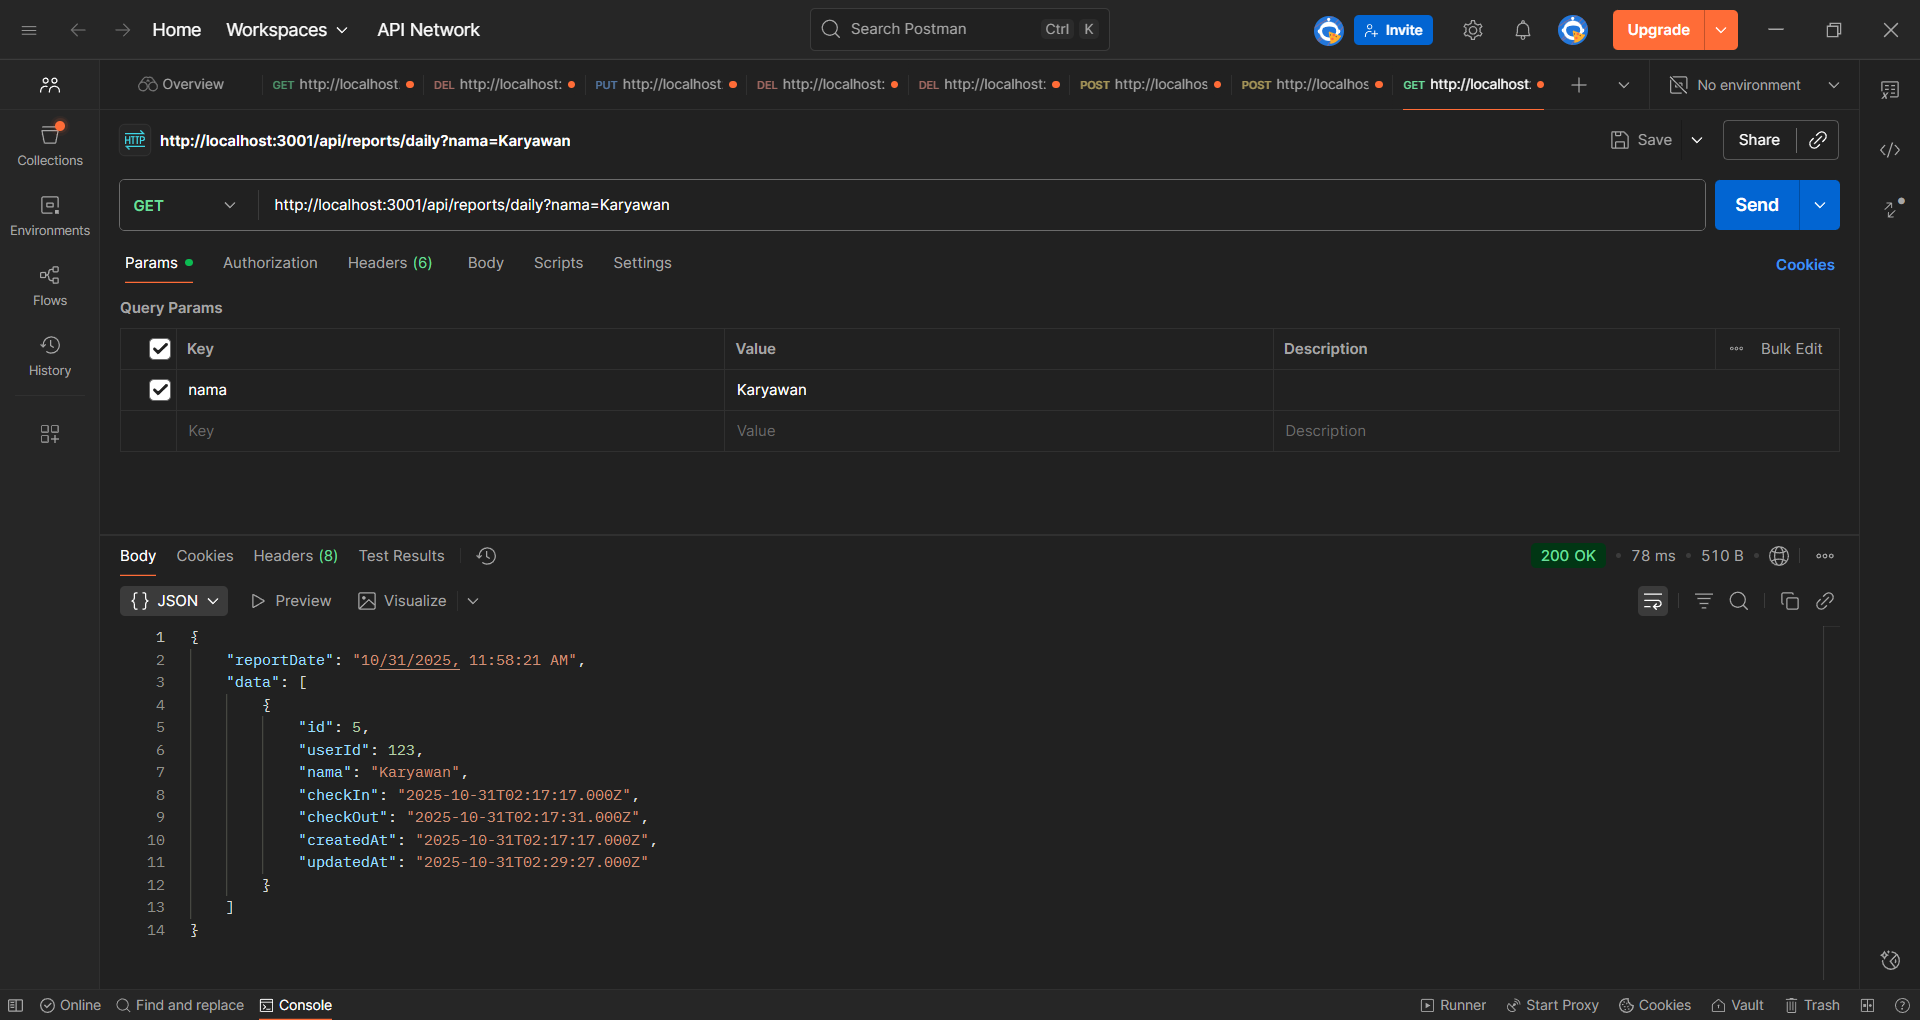 Home Workspaces API Network Search Postman Ctrl K Invite Upgrade
Overview GET http://localhost: DEL http://localhost: PUT http://localhost: DEL http://localhost: DEL http://localhost: POST http://localhos POST http://localhos GET http://localhost: No environment
HTTP http://localhost:3001/api/reports/daily?nama=Karyawan Save Share
Collections
Environments
Flows
History
GET http://localhost:3001/api/reports/daily?nama=Karyawan Send
Params Authorization Headers (6) Body Scripts Settings Cookies
Query Params
Key Value Description Bulk Edit
nama Karyawan
Key Value Description
Body Cookies Headers (8) Test Results 200 OK • 78 ms • 510 B
{} JSON Preview Visualize
1 {
2 "reportDate": "10/31/2025, 11:58:21 AM",
3 "data": [
4 {
5 "id": 5,
6 "userId": 123,
7 "nama": "Karyawan",
8 "checkIn": "2025-10-31T02:17:17.000Z",
9 "checkOut": "2025-10-31T02:17:31.000Z",
10 "createdAt": "2025-10-31T02:17:17.000Z",
11 "updatedAt": "2025-10-31T02:29:27.000Z"
12 }
13 ]
14 }
Online Find and replace Console Runner Start Proxy Cookies Vault Trash